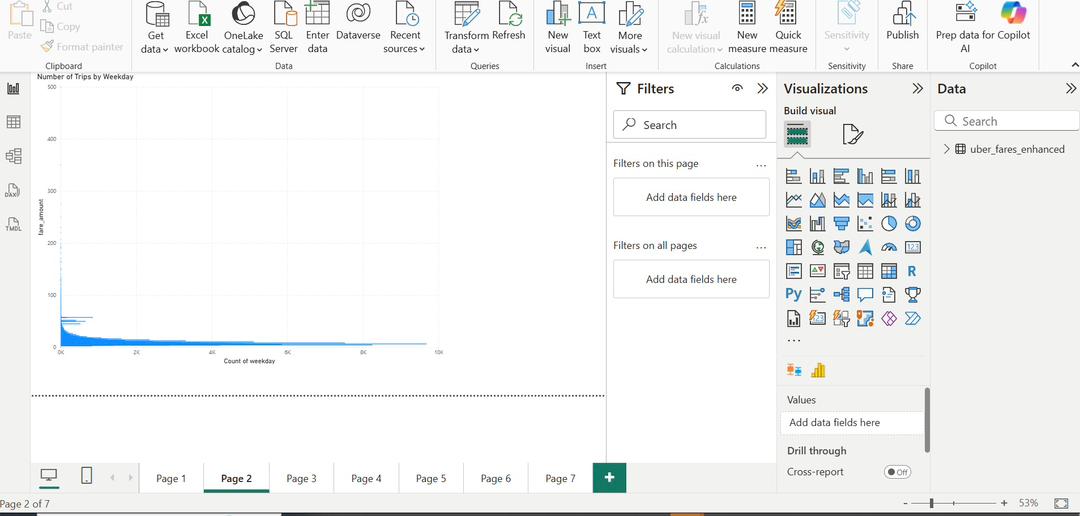 Paste
Cut
Copy
Format painter
Clipboard
Get data
Excel workbook
OneLake catalog
SQL Server
Enter data
Dataverse
Recent sources
Data
Transform data
Refresh
Queries
New visual
Text box
More visuals
Insert
New visual calculation
New measure
Quick measure
Calculations
Sensitivity
Sensitivity
Publish
Share
Prep data for AI
Copilot
Copilot
Number of Trips by Weekday
500
400
300
200
100
0
fare_amount
0K
2K
4K
6K
8K
10K
Count of weekday
Filters
Search
Filters on this page
...
Add data fields here
Filters on all pages
...
Add data fields here
Visualizations
Build visual
123
R
Py
123
...
Values
Add data fields here
Drill through
Cross-report
Off
Data
Search
uber_fares_enhanced
DAX
TMDL
Page 1
Page 2
Page 3
Page 4
Page 5
Page 6
Page 7
+
Page 2 of 7
-
+
53%